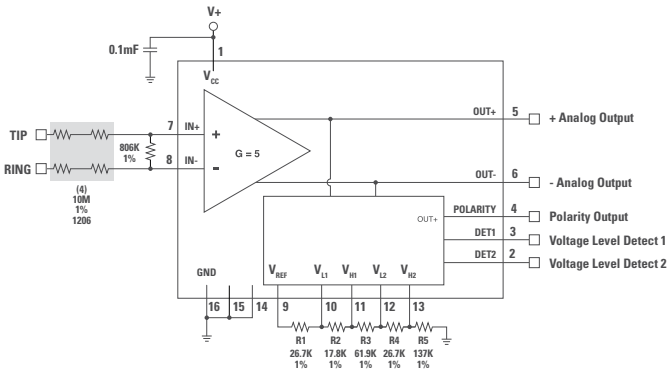 V+
0.1mF
1
VCC
TIP
7 IN+
+
5 OUT+
+ Analog Output
806K
1%
G = 5
RING
8 IN-
-
(4)
10M
1%
1206
OUT- 6
- Analog Output
OUT+
POLARITY 4
Polarity Output
DET1 3
Voltage Level Detect 1
DET2 2
Voltage Level Detect 2
GND
VREF VL1 VH1 VL2 VH2
16 15 14 9 10 11 12 13
R1 R2 R3 R4 R5
26.7K 17.8K 61.9K 26.7K 137K
1% 1% 1% 1% 1%